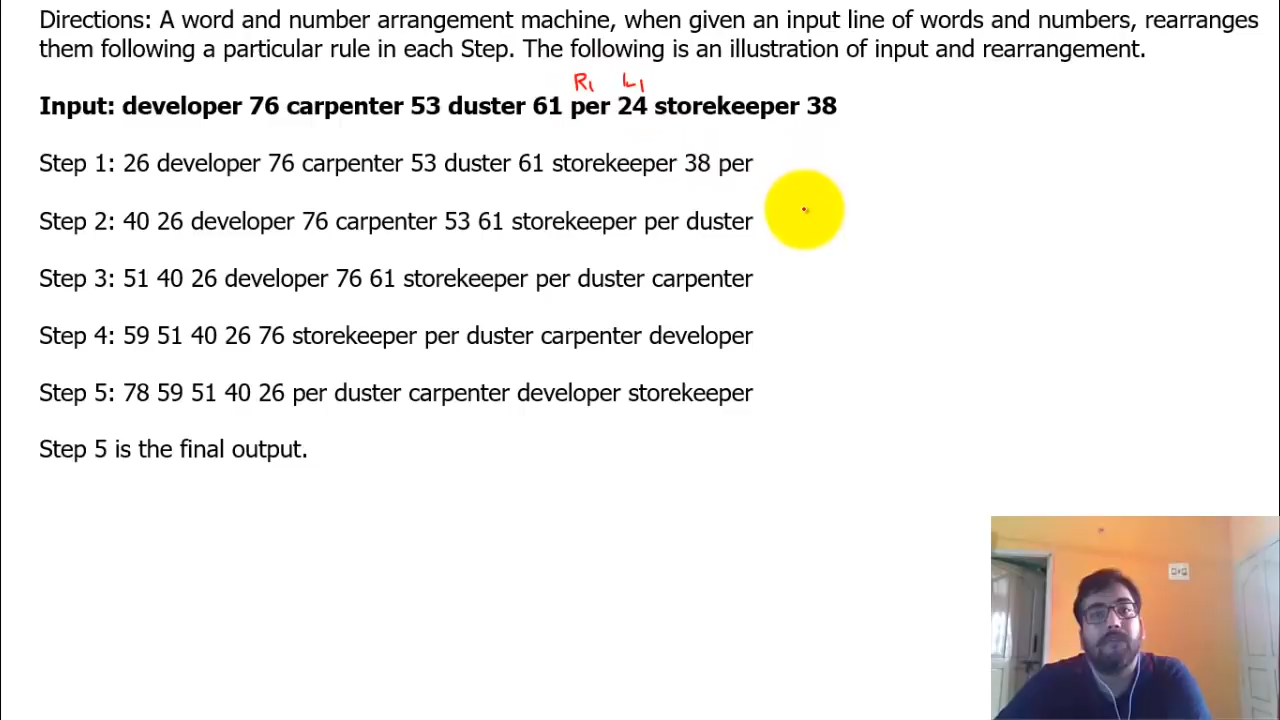 Directions: A word and number arrangement machine, when given an input line of words and numbers, rearranges
them following a particular rule in each Step. The following is an illustration of input and rearrangement.
R1 L1
Input: developer 76 carpenter 53 duster 61 per 24 storekeeper 38
Step 1: 26 developer 76 carpenter 53 duster 61 storekeeper 38 per
Step 2: 40 26 developer 76 carpenter 53 61 storekeeper per duster
Step 3: 51 40 26 developer 76 61 storekeeper per duster carpenter
Step 4: 59 51 40 26 76 storekeeper per duster carpenter developer
Step 5: 78 59 51 40 26 per duster carpenter developer storekeeper
Step 5 is the final output.